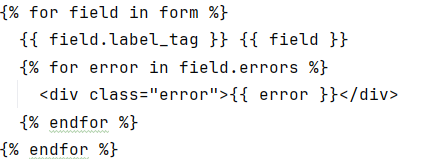 {% for field in form %}
  {{ field.label_tag }} {{ field }}
  {% for error in field.errors %}
    <div class="error">{{ error }}</div>
  {% endfor %}
{% endfor %}